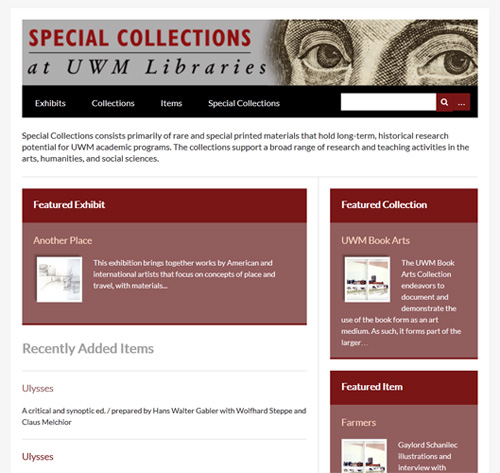 SPECIAL COLLECTIONS
at UWM Libraries
Exhibits Collections Items Special Collections ...
Special Collections consists primarily of rare and special printed materials that hold long-term, historical research
potential for UWM academic programs. The collections support a broad range of research and teaching activities in the
arts, humanities, and social sciences.
Featured Exhibit
Another Place
This exhibition brings together works by American and
international artists that focus on concepts of place and
travel, with materials...
Recently Added Items
Ulysses
A critical and synoptic ed. / prepared by Hans Walter Gabler with Wolfhard Steppe and
Claus Melchior
Ulysses
Featured Collection
UWM Book Arts
The UWM Book
Arts Collection
endeavors to
document and
demonstrate the
use of the book form as an art
medium. As such, it forms part of the
larger…
Featured Item
Farmers
Gaylord Schanilec
illustrations and
interview with